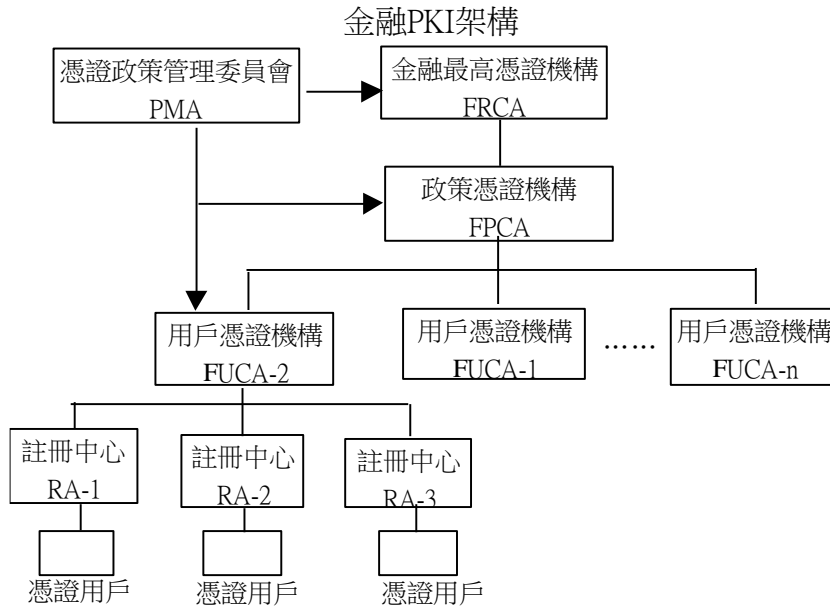 金融PKI架構
憑證政策管理委員會
PMA
金融最高憑證機構
FRCA
政策憑證機構
FPCA
用戶憑證機構
FUCA-2
用戶憑證機構
FUCA-1
……
用戶憑證機構
FUCA-n
註冊中心
RA-1
註冊中心
RA-2
註冊中心
RA-3
憑證用戶
憑證用戶
憑證用戶